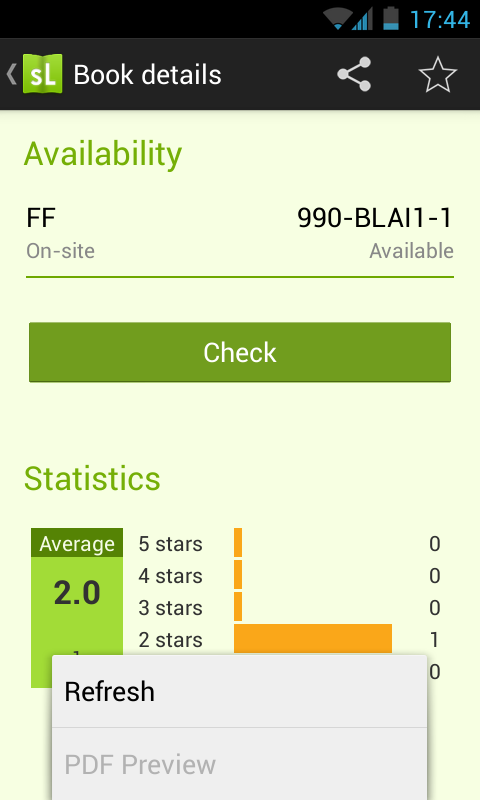 17:44
sL Book details
Availability
FF 990-BLAI1-1
On-site Available
Check
Statistics
Average 5 stars 0
4 stars 0
2.0 3 stars 0
2 stars 1
0
Refresh
PDF Preview